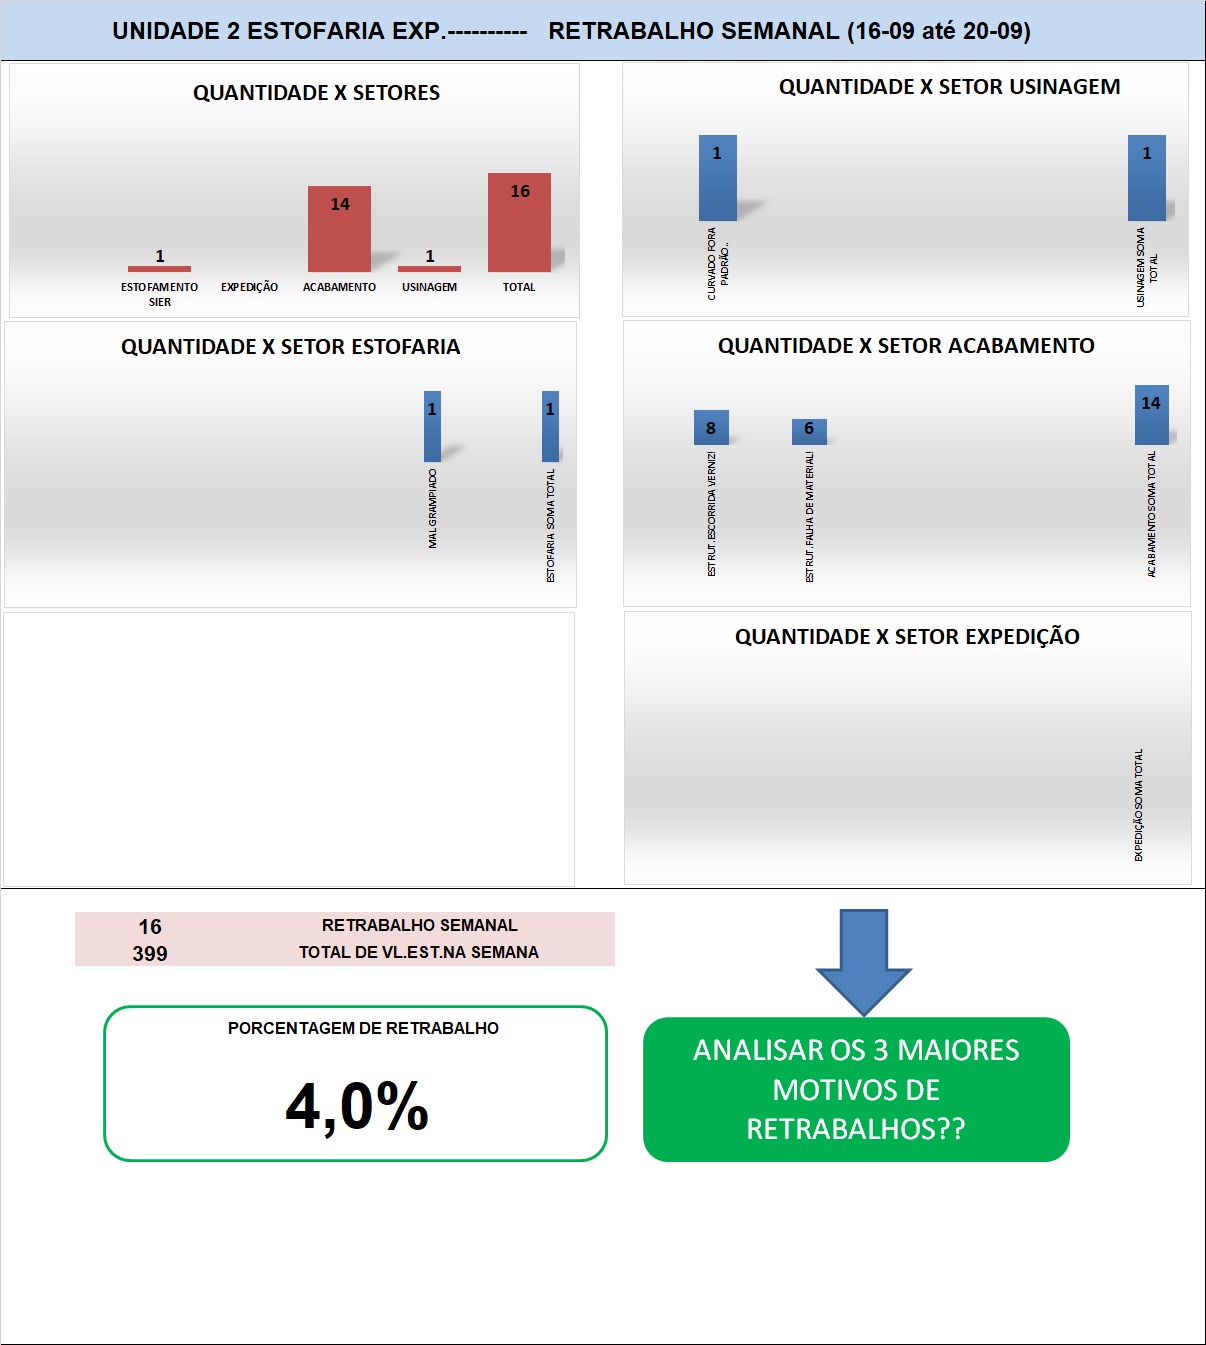 UNIDADE 2 ESTOFARIA EXP.---------- RETRABALHO SEMANAL (16-09 até 20-09)
QUANTIDADE X SETORES
1
14
1
16
ESTOFAMENTO
SIER
EXPEDIÇÃO
ACABAMENTO
USINAGEM
TOTAL
QUANTIDADE X SETOR USINAGEM
1
1
CURVADO FORA
PADRÃO..
USINAGEM SOMA
TOTAL
QUANTIDADE X SETOR ESTOFARIA
1
1
MAL GRAMPIADO
ESTOFARIA SOMA TOTAL
QUANTIDADE X SETOR ACABAMENTO
8
6
14
ESTRUT. ESCORRIDA VERNIZ!
ESTRUT. FALHA DE MATERIAL!
ACABAMENTO SOMA TOTAL
QUANTIDADE X SETOR EXPEDIÇÃO
EXPEDIÇÃO SOMA TOTAL
16 RETRABALHO SEMANAL
399 TOTAL DE VL.EST.NA SEMANA
PORCENTAGEM DE RETRABALHO
4,0%
ANALISAR OS 3 MAIORES
MOTIVOS DE
RETRABALHOS??